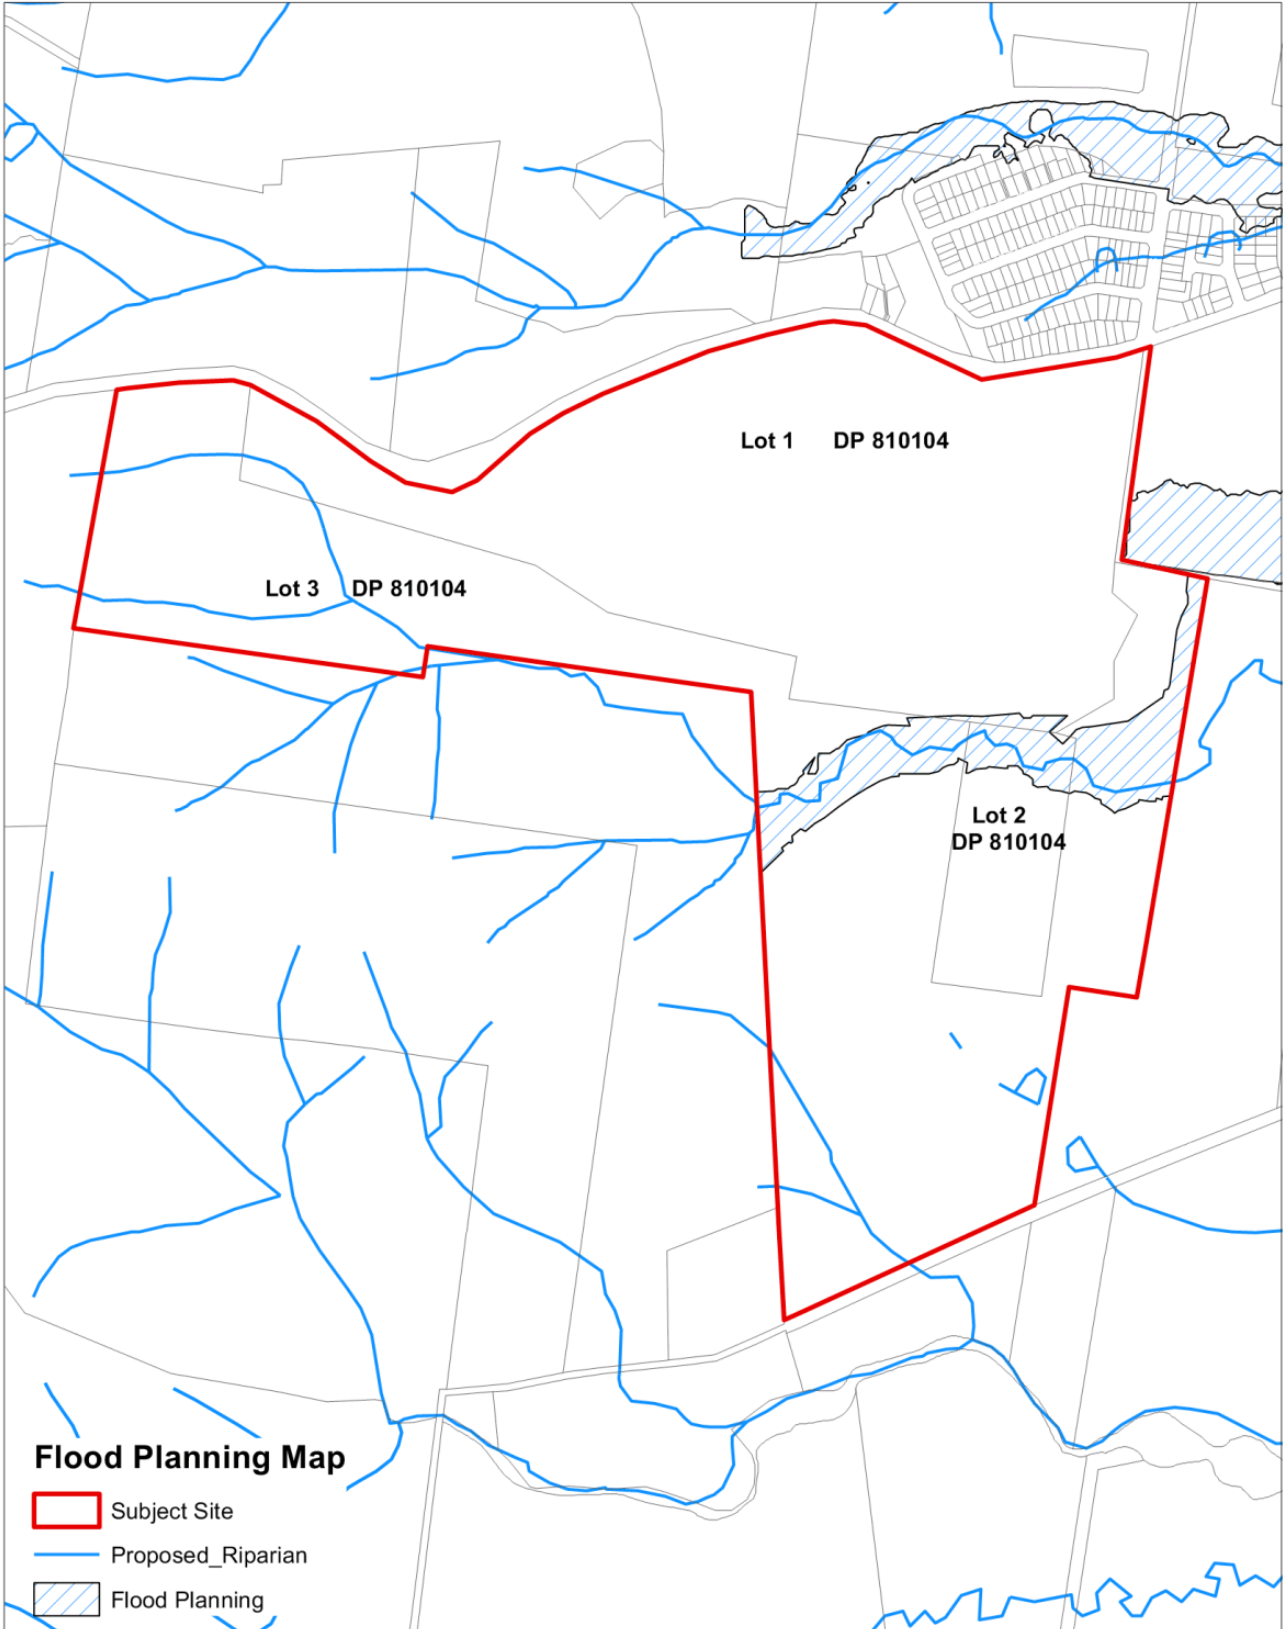 Lot 1 DP 810104
Lot 3 DP 810104
Lot 2
DP 810104
Flood Planning Map
Subject Site
Proposed_Riparian
Flood Planning